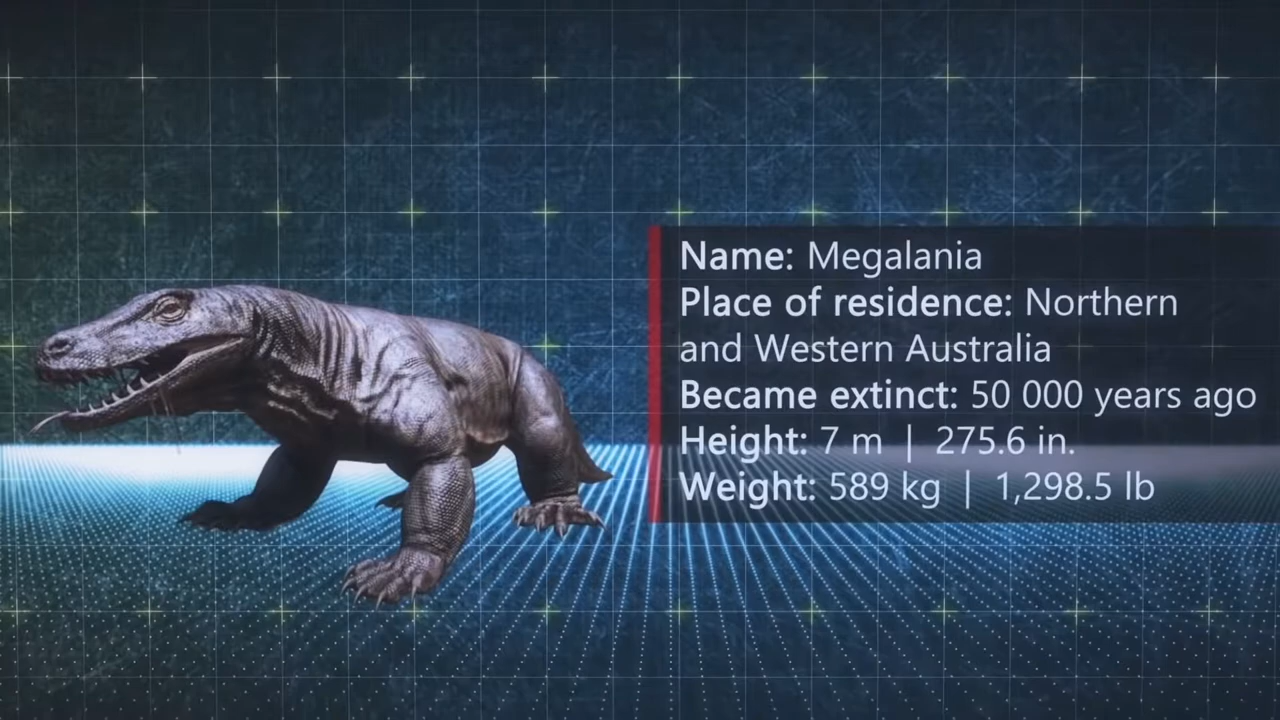 Name: Megalania
Place of residence: Northern
and Western Australia
Became extinct: 50 000 years ago
Height: 7 m | 275.6 in.
Weight: 589 kg | 1,298.5 lb